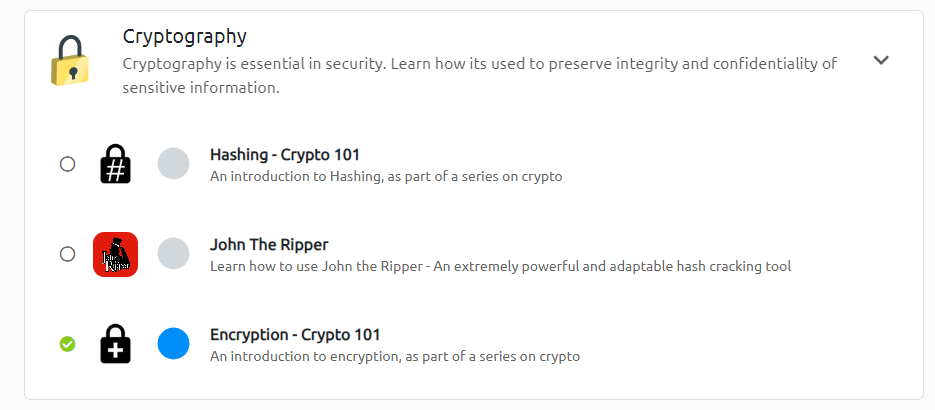 Cryptography
Cryptography is essential in security. Learn how its used to preserve integrity and confidentiality of
sensitive information.
#
Hashing - Crypto 101
An introduction to Hashing, as part of a series on crypto
John the
Ripper
John The Ripper
Learn how to use John the Ripper - An extremely powerful and adaptable hash cracking tool
Encryption - Crypto 101
An introduction to encryption, as part of a series on crypto